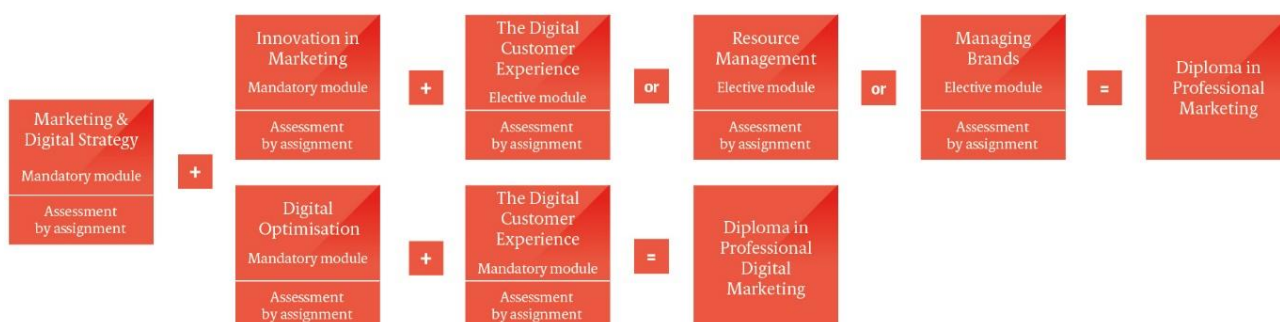 Marketing &
Digital Strategy
Mandatory module
Assessment
by assignment
+
Innovation in
Marketing
Mandatory module
Assessment
by assignment
+
The Digital
Customer
Experience
Elective module
Assessment
by assignment
or
Resource
Management
Elective module
Assessment
by assignment
or
Managing
Brands
Elective module
Assessment
by assignment
=
Diploma in
Professional
Marketing
Digital
Optimisation
Mandatory module
Assessment
by assignment
+
The Digital
Customer
Experience
Mandatory module
Assessment
by assignment
=
Diploma in
Professional
Digital
Marketing